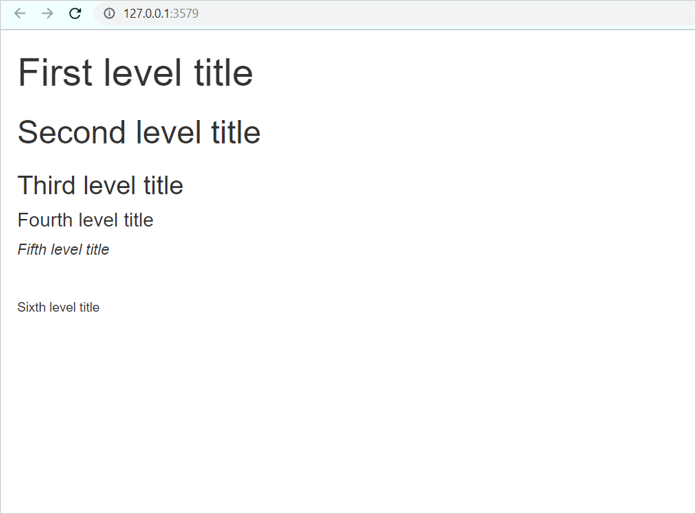 127.0.0.1:3579
First level title
Second level title
Third level title
Fourth level title
Fifth level title
Sixth level title